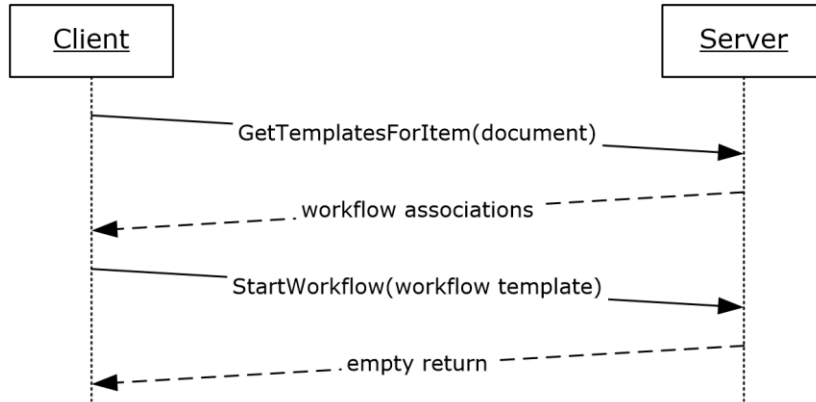 Client
Server
GetTemplatesForItem(document)
workflow associations
StartWorkflow(workflow template)
empty return